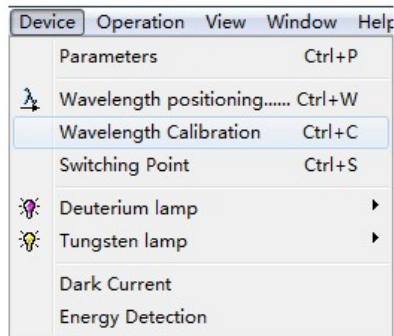 Device Operation View Window Help
Parameters Ctrl+P
Wavelength positioning...... Ctrl+W
Wavelength Calibration Ctrl+C
Switching Point Ctrl+S
Deuterium lamp
Tungsten lamp
Dark Current
Energy Detection